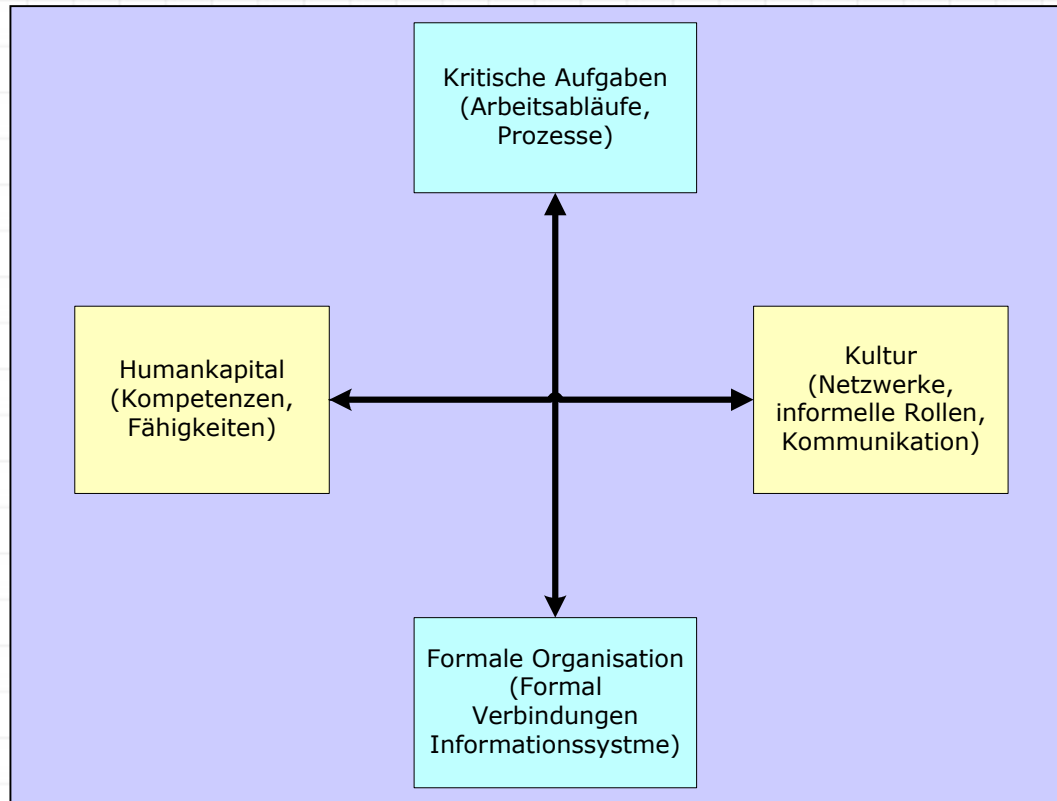 Kritische Aufgaben
(Arbeitsabläufe,
Prozesse)
Humankapital
(Kompetenzen,
Fähigkeiten)
Kultur
(Netzwerke,
informelle Rollen,
Kommunikation)
Formale Organisation
(Formal
Verbindungen
Informationssystme)